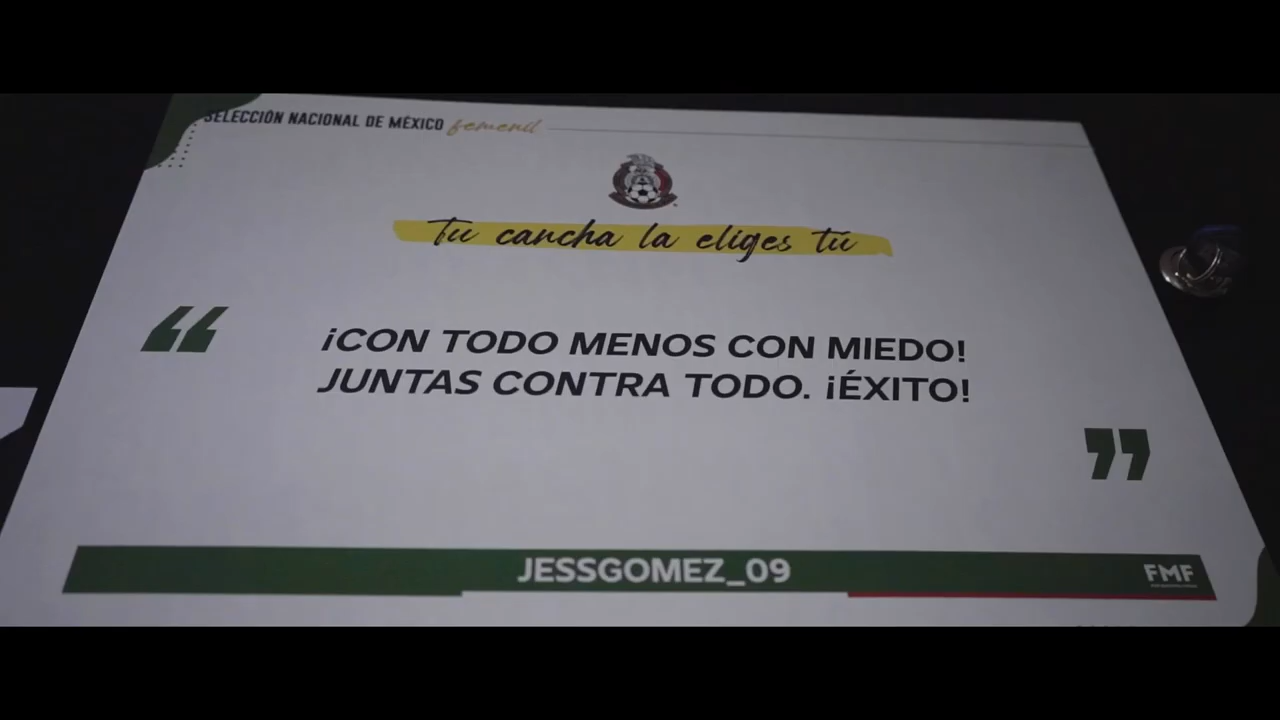 SELECCIÓN NACIONAL DE MÉXICO femenil
Tu cancha la eliges tú
“
¡CON TODO MENOS CON MIEDO!
JUNTAS CONTRA TODO. ¡ÉXITO!
”
JESSGOMEZ_09
FMF